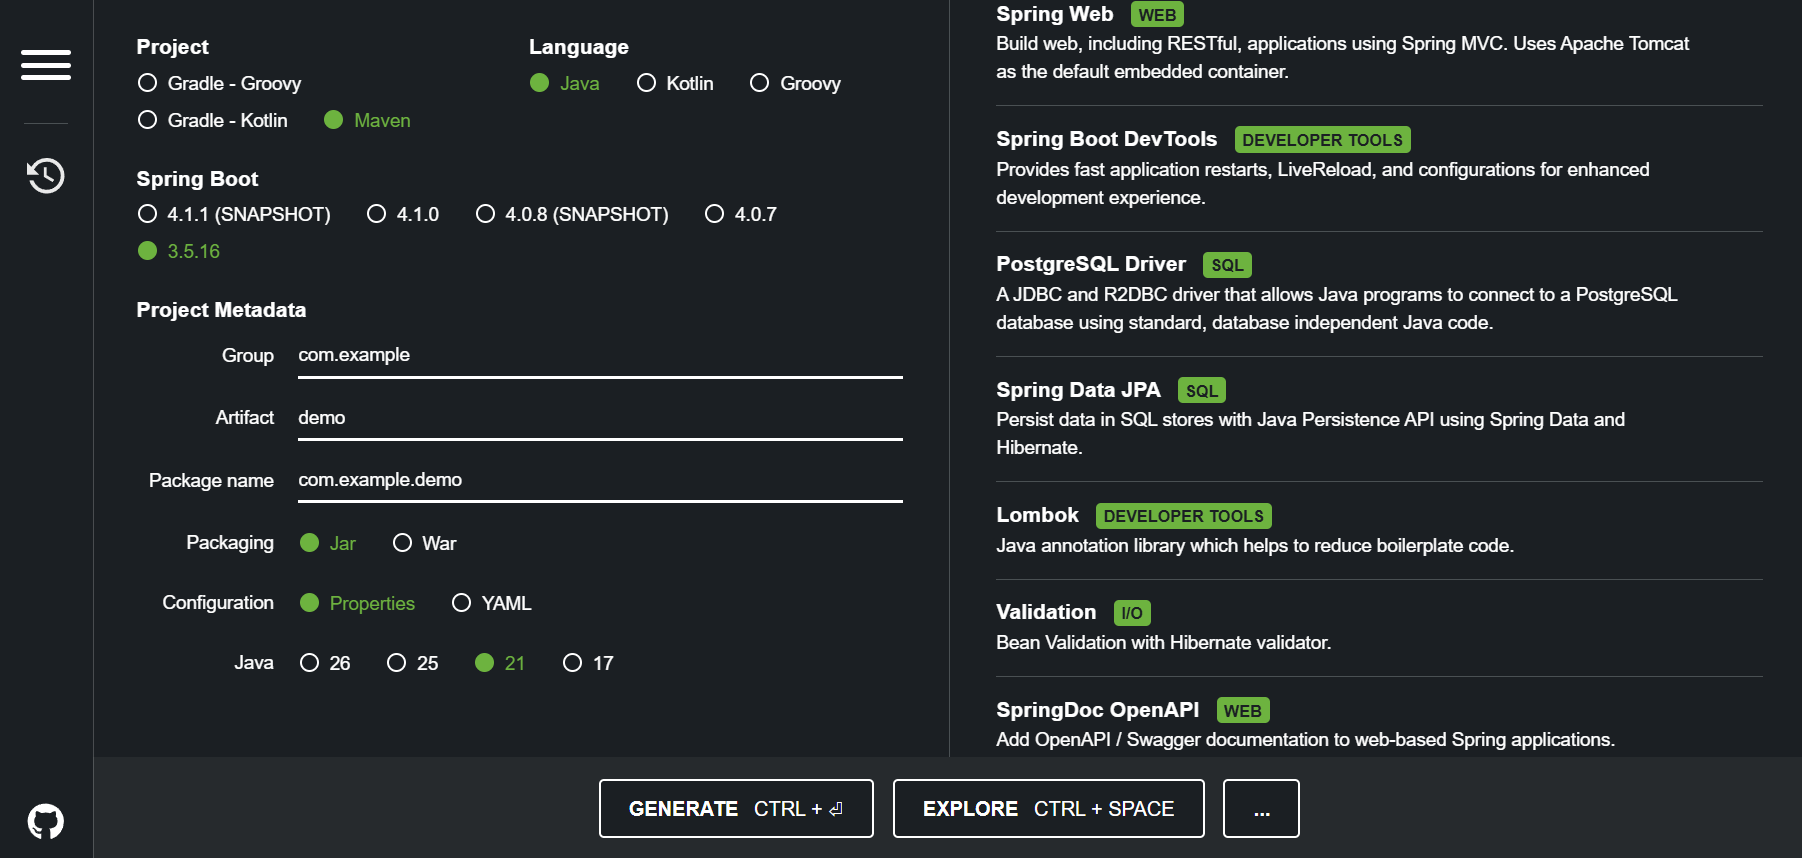 Project
Gradle - Groovy
Gradle - Kotlin Maven
Language
Java Kotlin Groovy
Spring Boot
4.1.1 (SNAPSHOT) 4.1.0 4.0.8 (SNAPSHOT) 4.0.7
3.5.16
Project Metadata
Group com.example
Artifact demo
Package name com.example.demo
Packaging Jar War
Configuration Properties YAML
Java 26 25 21 17
Spring Web WEB
Build web, including RESTful, applications using Spring MVC. Uses Apache Tomcat
as the default embedded container.
Spring Boot DevTools DEVELOPER TOOLS
Provides fast application restarts, LiveReload, and configurations for enhanced
development experience.
PostgreSQL Driver SQL
A JDBC and R2DBC driver that allows Java programs to connect to a PostgreSQL
database using standard, database independent Java code.
Spring Data JPA SQL
Persist data in SQL stores with Java Persistence API using Spring Data and
Hibernate.
Lombok DEVELOPER TOOLS
Java annotation library which helps to reduce boilerplate code.
Validation I/O
Bean Validation with Hibernate validator.
SpringDoc OpenAPI WEB
Add OpenAPI / Swagger documentation to web-based Spring applications.
GENERATE CTRL + ⏎
EXPLORE CTRL + SPACE
...